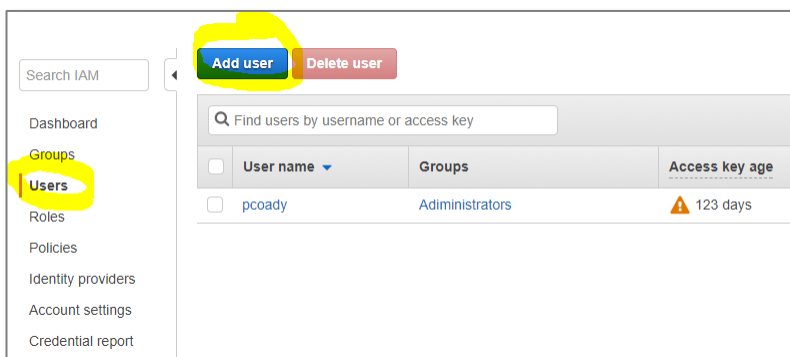 Add user Delete user
Search IAM
Find users by username or access key
Dashboard
Groups
Users
Roles
Policies
Identity providers
Account settings
Credential report
User name Groups Access key age
pcoady Adiministrators 123 days